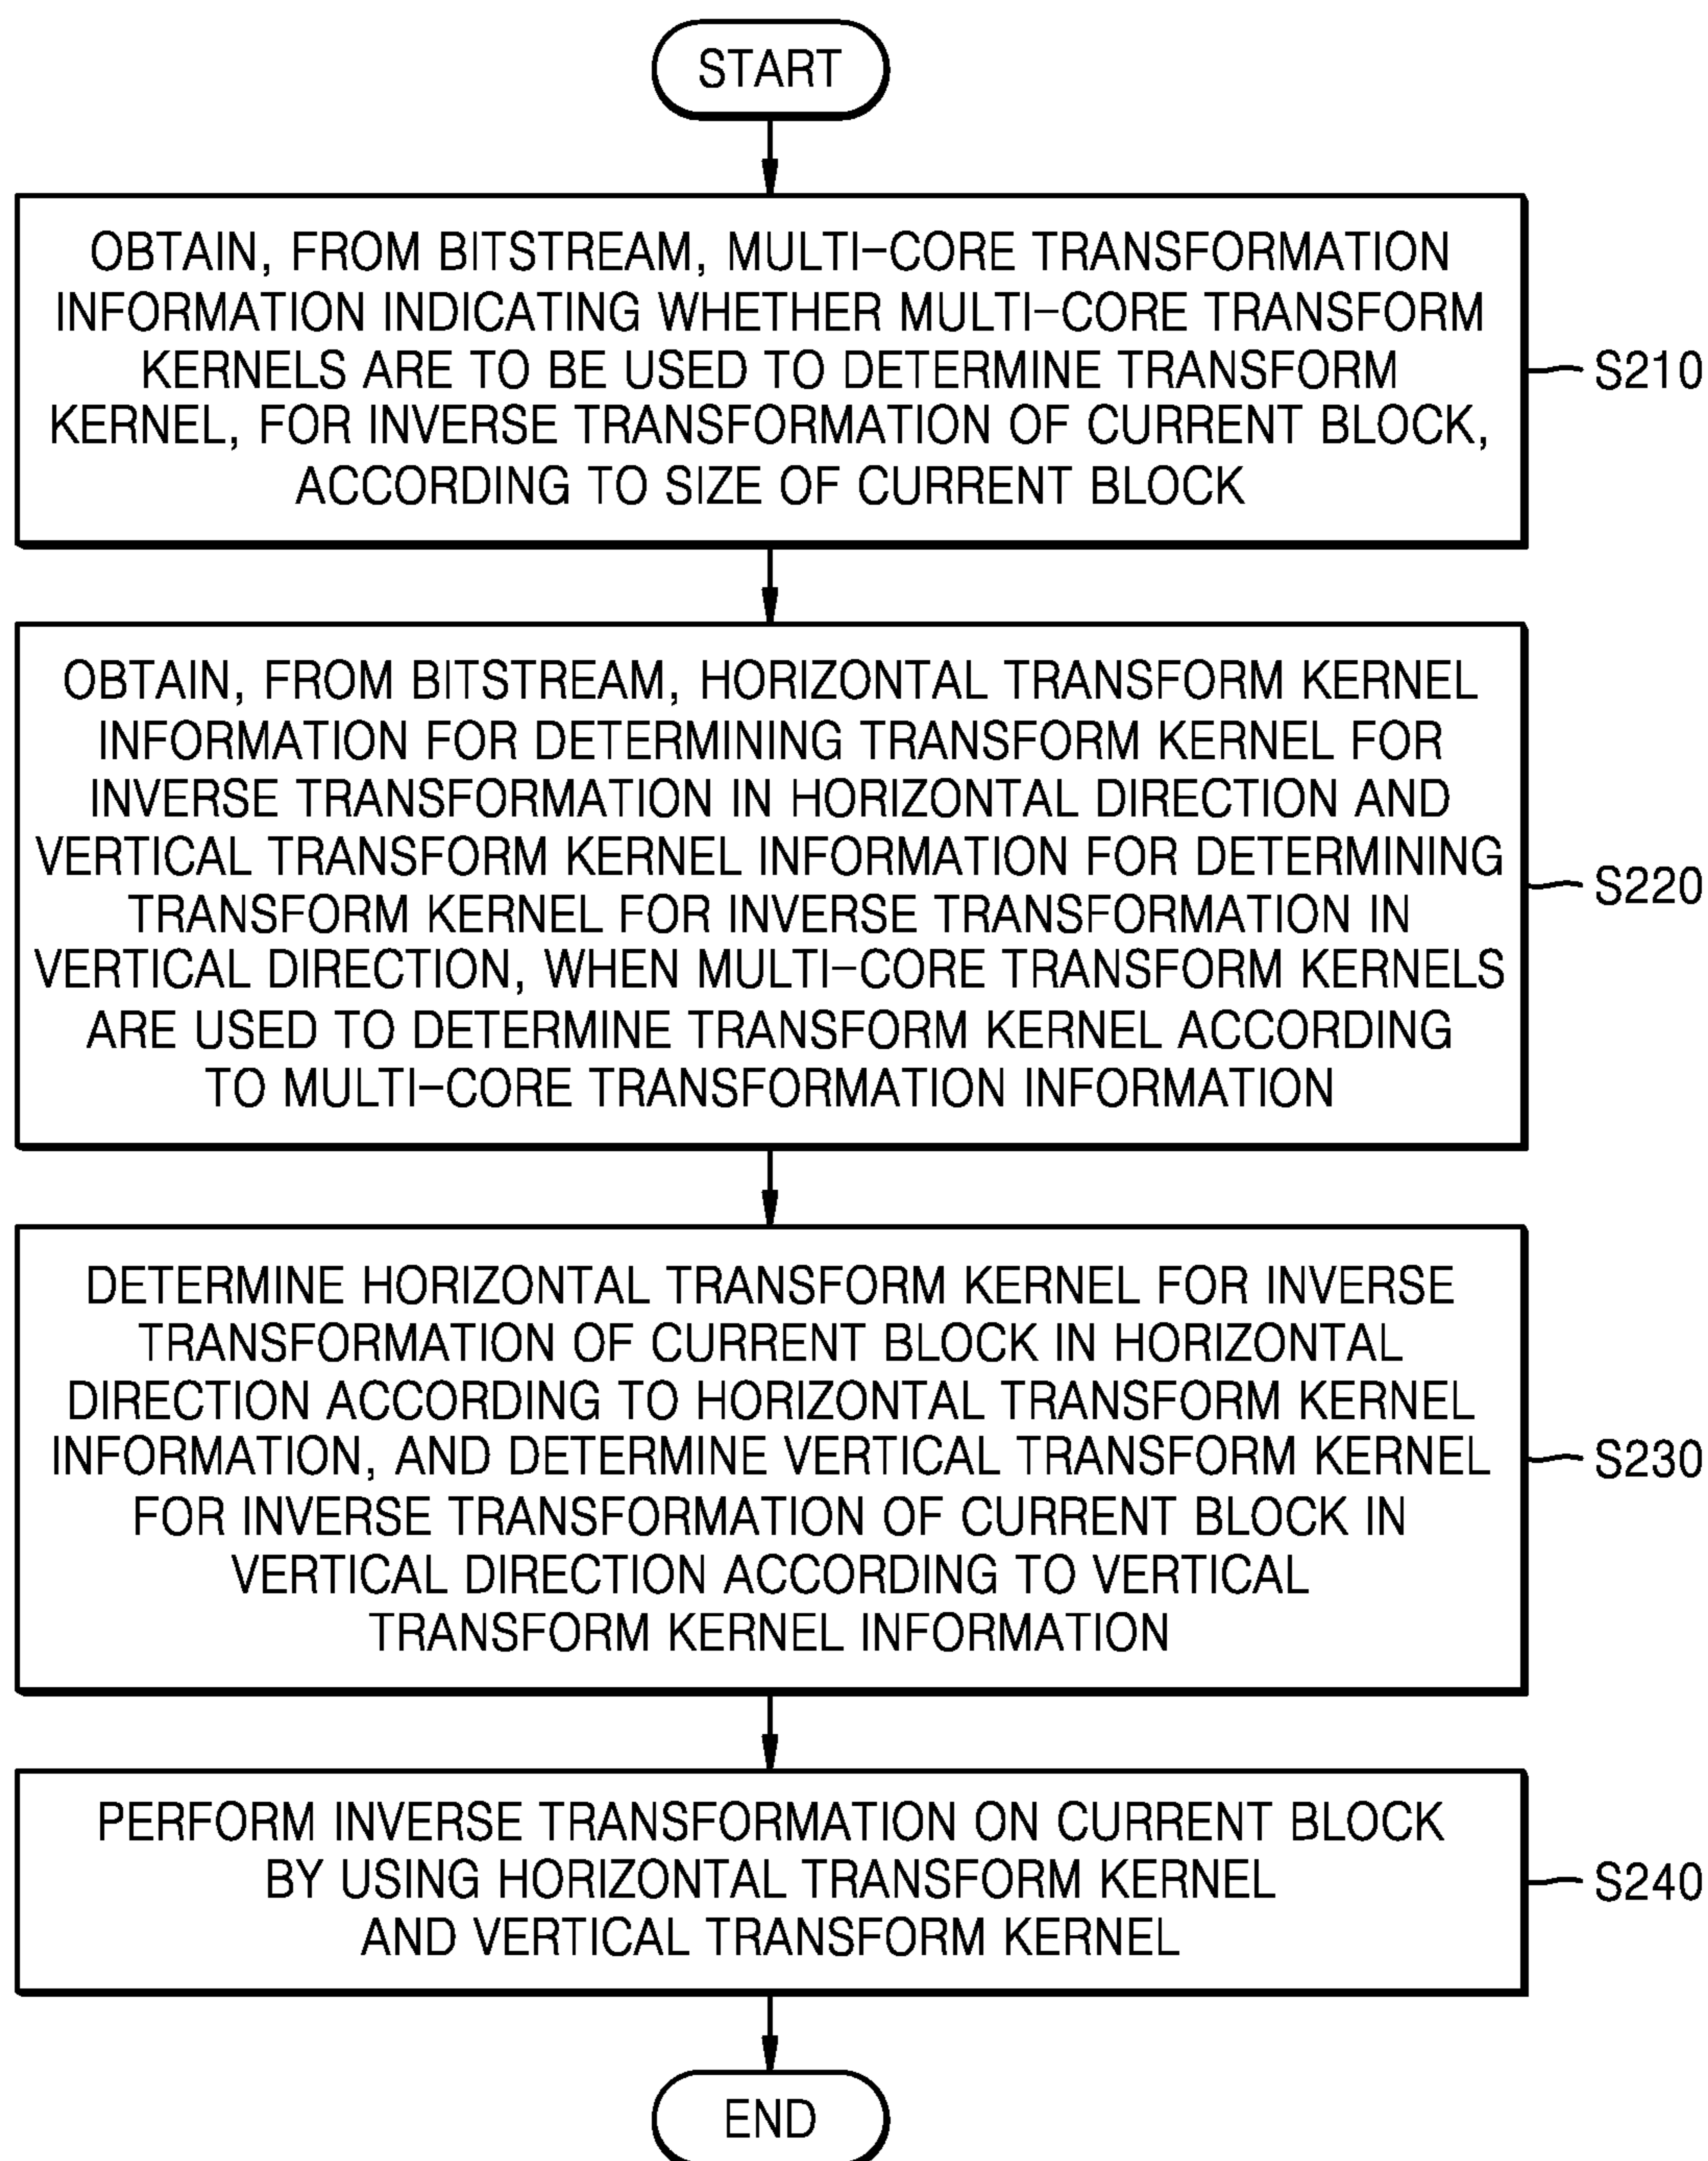 START
OBTAIN, FROM BITSTREAM, MULTI-CORE TRANSFORMATION
INFORMATION INDICATING WHETHER MULTI-CORE TRANSFORM
KERNELS ARE TO BE USED TO DETERMINE TRANSFORM
KERNEL, FOR INVERSE TRANSFORMATION OF CURRENT BLOCK,
ACCORDING TO SIZE OF CURRENT BLOCK
S210
OBTAIN, FROM BITSTREAM, HORIZONTAL TRANSFORM KERNEL
INFORMATION FOR DETERMINING TRANSFORM KERNEL FOR
INVERSE TRANSFORMATION IN HORIZONTAL DIRECTION AND
VERTICAL TRANSFORM KERNEL INFORMATION FOR DETERMINING
TRANSFORM KERNEL FOR INVERSE TRANSFORMATION IN
VERTICAL DIRECTION, WHEN MULTI-CORE TRANSFORM KERNELS
ARE USED TO DETERMINE TRANSFORM KERNEL ACCORDING
TO MULTI-CORE TRANSFORMATION INFORMATION
S220
DETERMINE HORIZONTAL TRANSFORM KERNEL FOR INVERSE
TRANSFORMATION OF CURRENT BLOCK IN HORIZONTAL
DIRECTION ACCORDING TO HORIZONTAL TRANSFORM KERNEL
INFORMATION, AND DETERMINE VERTICAL TRANSFORM KERNEL
FOR INVERSE TRANSFORMATION OF CURRENT BLOCK IN
VERTICAL DIRECTION ACCORDING TO VERTICAL
TRANSFORM KERNEL INFORMATION
S230
PERFORM INVERSE TRANSFORMATION ON CURRENT BLOCK
BY USING HORIZONTAL TRANSFORM KERNEL
AND VERTICAL TRANSFORM KERNEL
S240
END